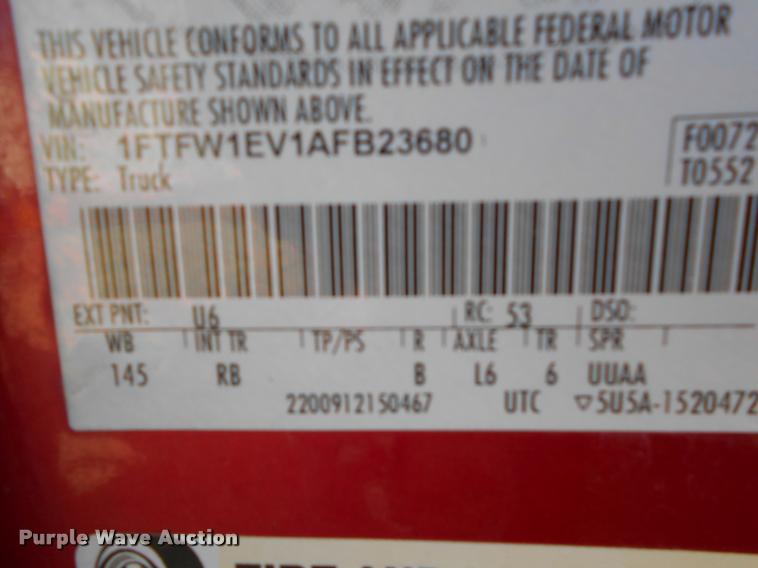 THIS VEHICLE CONFORMS TO ALL APPLICABLE FEDERAL MOTOR
VEHICLE SAFETY STANDARDS IN EFFECT ON THE DATE OF
MANUFACTURE SHOWN ABOVE.
VIN: 1FTFW1EV1AFB23680
F0072
TYPE: Truck
T0552
EXT PNT: U6 RC: 53 DSO:
WB INT TR TP/PS R AXLE TR SPR
145 RB B L6 6 UUAA
2200912150467 UTC ▽5U5A-1520472
Purple Wave Auction